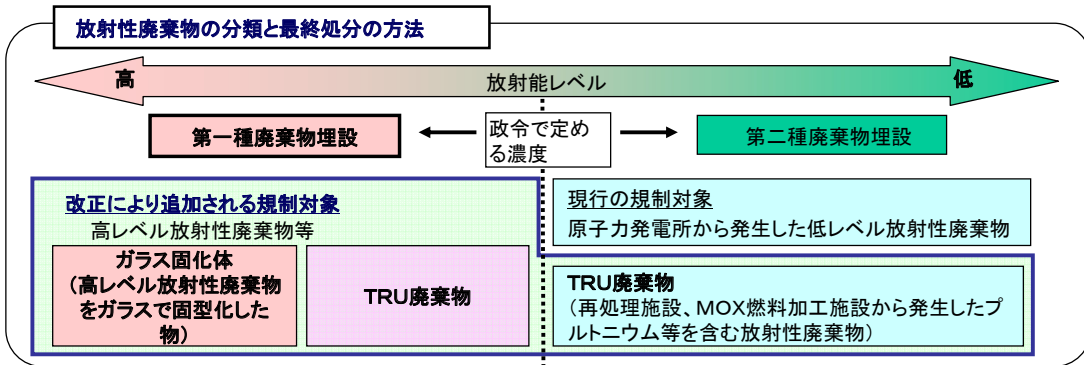 放射性廃棄物の分類と最終処分の方法
高
放射能レベル
低
第一種廃棄物埋設
政令で定め
る濃度
第二種廃棄物埋設
改正により追加される規制対象
高レベル放射性廃棄物等
ガラス固化体
(高レベル放射性廃棄物
をガラスで固型化した
物)
TRU廃棄物
現行の規制対象
原子力発電所から発生した低レベル放射性廃棄物
TRU廃棄物
(再処理施設、MOX燃料加工施設から発生したプ
ルトニウム等を含む放射性廃棄物)